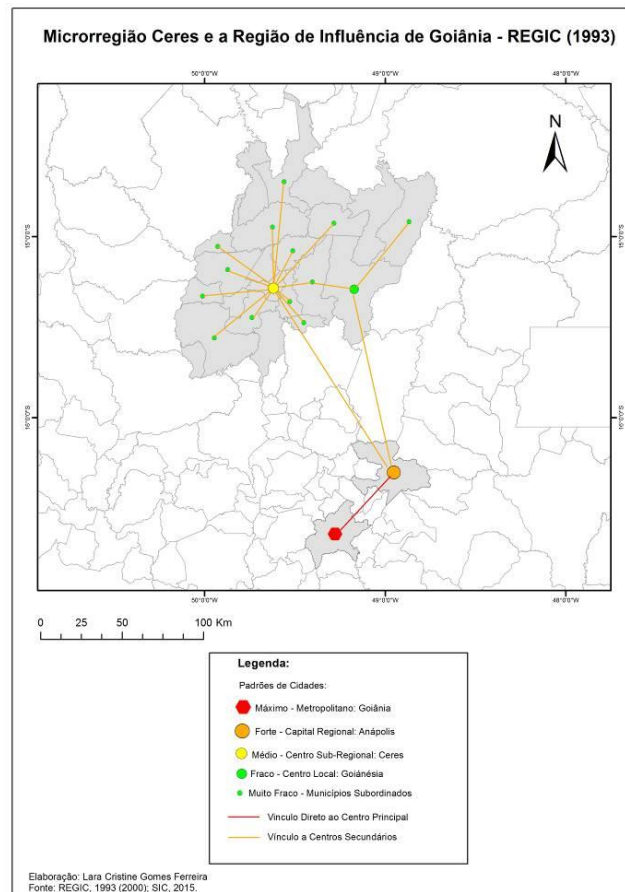 Microrregião Ceres e a Região de Influência de Goiânia - REGIC (1993)
50°0'0"W 49°0'0"W 48°0'0"W
N
15°0'0"S 15°0'0"S
16°0'0"S 16°0'0"S
50°0'0"W 49°0'0"W 48°0'0"W
0 25 50 100 Km
Legenda:
Padrões de Cidades:
Máximo - Metropolitano: Goiânia
Forte - Capital Regional: Anápolis
Médio - Centro Sub-Regional: Ceres
Fraco - Centro Local: Goiánésia
Muito Fraco - Municípios Subordinados
Vinculo Direto ao Centro Principal
Vínculo a Centros Secundários
Elaboração: Lara Cristine Gomes Ferreira
Fonte: REGIC, 1993 (2000); SIC, 2015.